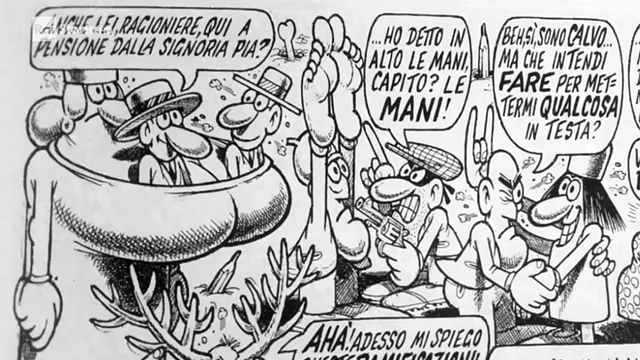 ANCHE LEI, RAGIONIERE, QUI A
PENSIONE DALLA SIGNORIA PIA?
...HO DETTO IN
ALTO LE MANI,
CAPITO? LE
MANI!
BEH, SÌ, SONO CALVO...
MA CHE INTENDI
FARE PER MET-
TERMI QUALCOSA
IN TESTA?
AHA! ADESSO MI SPIEGO